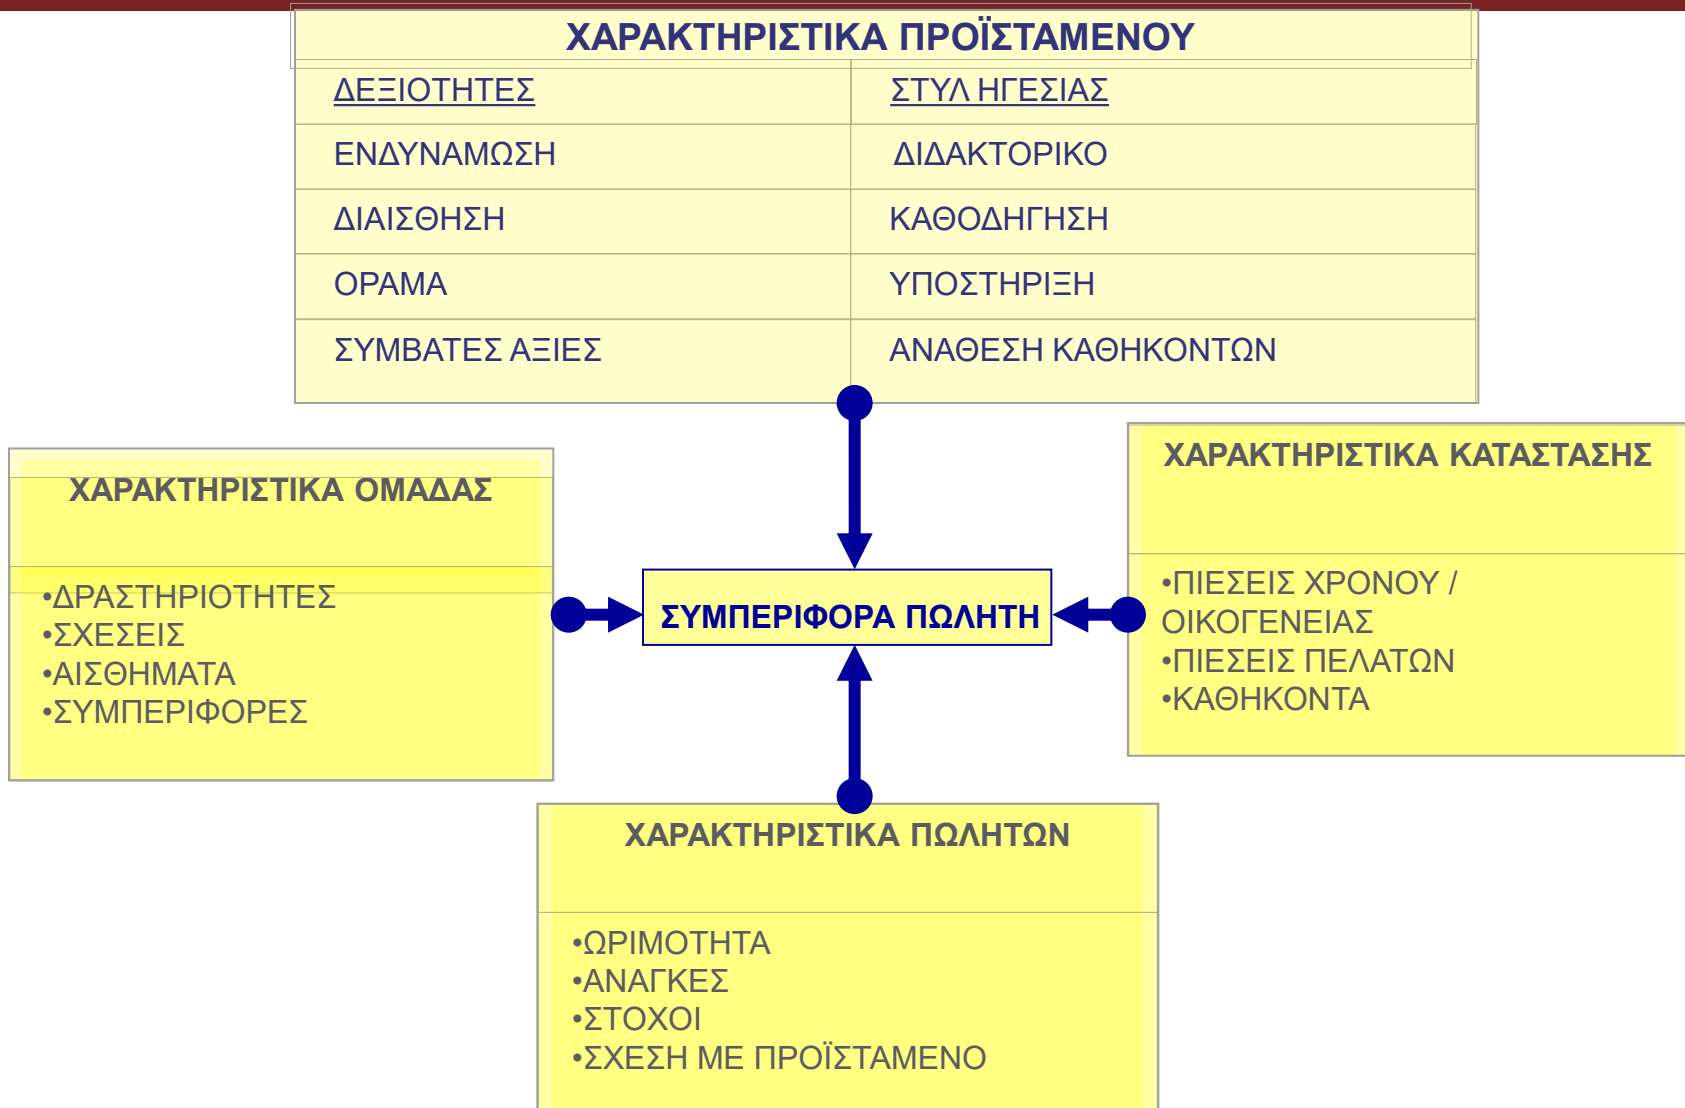 ΧΑΡΑΚΤΗΡΙΣΤΙΚΑ ΠΡΟΪΣΤΑΜΕΝΟΥ
ΔΕΞΙΟΤΗΤΕΣ ΣΤΥΛ ΗΓΕΣΙΑΣ
ΕΝΔΥΝΑΜΩΣΗ ΔΙΔΑΚΤΟΡΙΚΟ
ΔΙΑΙΣΘΗΣΗ ΚΑΘΟΔΗΓΗΣΗ
ΟΡΑΜΑ ΥΠΟΣΤΗΡΙΞΗ
ΣΥΜΒΑΤΕΣ ΑΞΙΕΣ ΑΝΑΘΕΣΗ ΚΑΘΗΚΟΝΤΩΝ
ΧΑΡΑΚΤΗΡΙΣΤΙΚΑ ΟΜΑΔΑΣ
•ΔΡΑΣΤΗΡΙΟΤΗΤΕΣ
•ΣΧΕΣΕΙΣ
•ΑΙΣΘΗΜΑΤΑ
•ΣΥΜΠΕΡΙΦΟΡΕΣ
ΣΥΜΠΕΡΙΦΟΡΑ ΠΩΛΗΤΗ
ΧΑΡΑΚΤΗΡΙΣΤΙΚΑ ΚΑΤΑΣΤΑΣΗΣ
•ΠΙΕΣΕΙΣ ΧΡΟΝΟΥ /
ΟΙΚΟΓΕΝΕΙΑΣ
•ΠΙΕΣΕΙΣ ΠΕΛΑΤΩΝ
•ΚΑΘΗΚΟΝΤΑ
ΧΑΡΑΚΤΗΡΙΣΤΙΚΑ ΠΩΛΗΤΩΝ
•ΩΡΙΜΟΤΗΤΑ
•ΑΝΑΓΚΕΣ
•ΣΤΟΧΟΙ
•ΣΧΕΣΗ ΜΕ ΠΡΟΪΣΤΑΜΕΝΟ